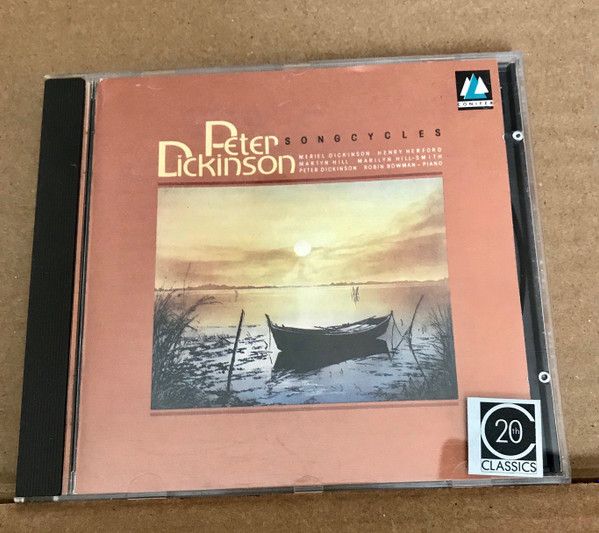 CONIFER
Peter
Dickinson
SONGCYCLES
MERIEL DICKINSON HENRY HERFORD
MARTYN HILL MARILYN HILL-SMITH
PETER DICKINSON ROBIN BOWMAN - PIANO
C
20th
CLASSICS